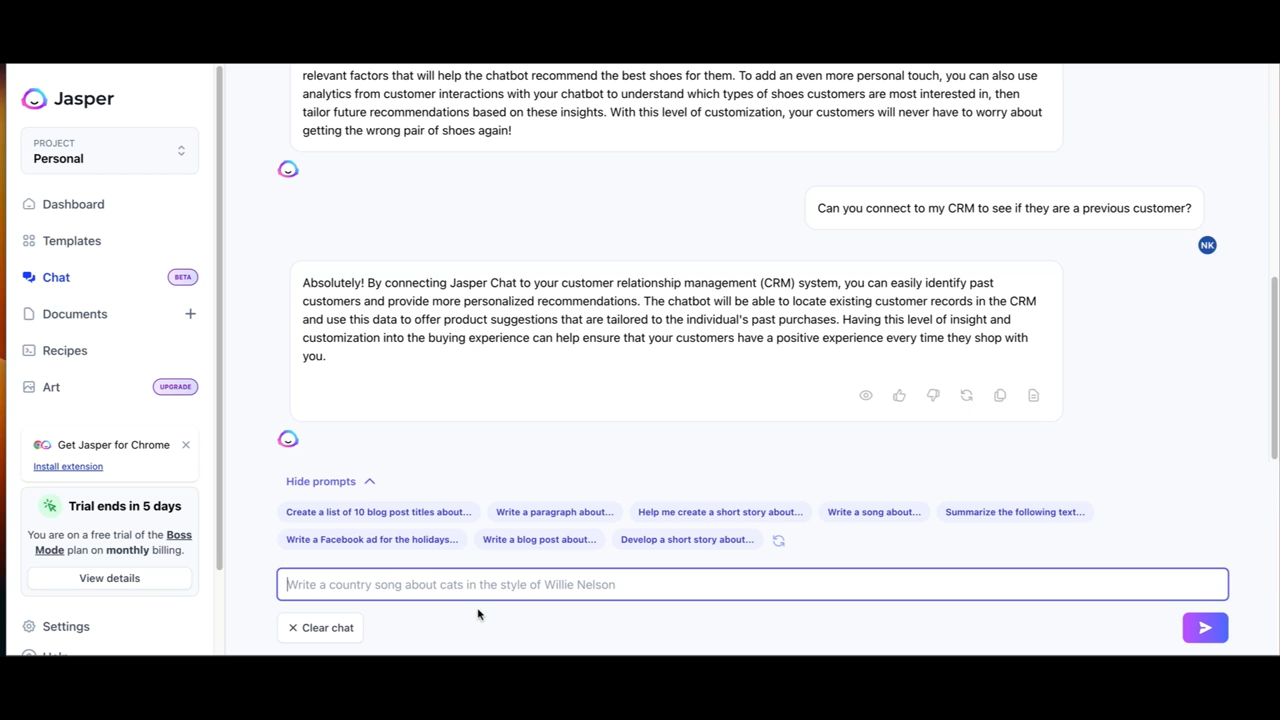 relevant factors that will help the chatbot recommend the best shoes for them. To add an even more personal touch, you can also use
analytics from customer interactions with your chatbot to understand which types of shoes customers are most interested in, then
tailor future recommendations based on these insights. With this level of customization, your customers will never have to worry about
getting the wrong pair of shoes again!
Jasper
PROJECT
Personal
Dashboard
Templates
Chat BETA
Documents +
Recipes
Art UPGRADE
Get Jasper for Chrome
Install extension
Trial ends in 5 days
You are on a free trial of the Boss
Mode plan on monthly billing.
View details
Settings
Can you connect to my CRM to see if they are a previous customer?
NK
Absolutely! By connecting Jasper Chat to your customer relationship management (CRM) system, you can easily identify past
customers and provide more personalized recommendations. The chatbot will be able to locate existing customer records in the CRM
and use this data to offer product suggestions that are tailored to the individual's past purchases. Having this level of insight and
customization into the buying experience can help ensure that your customers have a positive experience every time they shop with
you.
Hide prompts
Create a list of 10 blog post titles about... Write a paragraph about... Help me create a short story about... Write a song about... Summarize the following text...
Write a Facebook ad for the holidays... Write a blog post about... Develop a short story about...
Write a country song about cats in the style of Willie Nelson
Clear chat